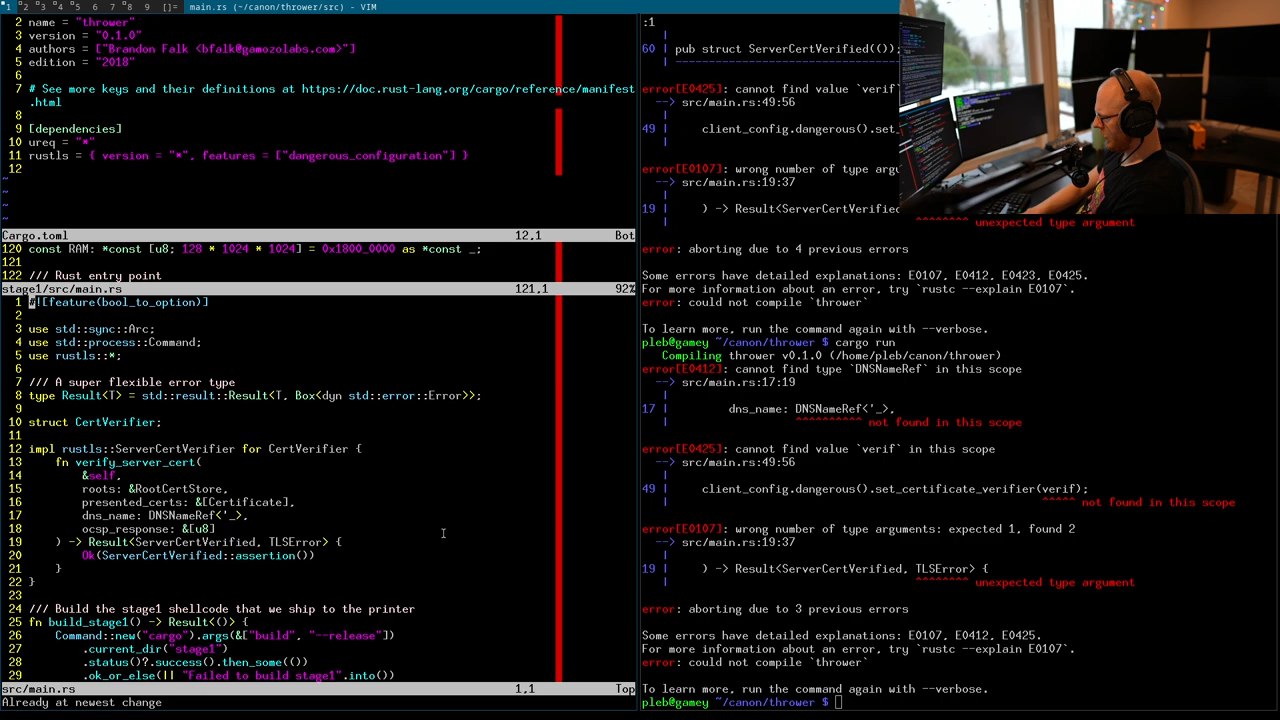 1 2 3 4 5 6 7 8 9 []= main.rs (~/canon/thrower/src) - VIM
2 name = "thrower"
3 version = "0.1.0"
4 authors = ["Brandon Falk <bfalk@gamozolabs.com>"]
5 edition = "2018"
6
7 # See more keys and their definitions at https://doc.rust-lang.org/cargo/reference/manifest
.html
8
9 [dependencies]
10 ureq = "*"
11 rustls = { version = "*", features = ["dangerous_configuration"] }
12
~
~
~
~
Cargo.toml 12,1 Bot
120 const RAM: *const [u8; 128 * 1024 * 1024] = 0x1800_0000 as *const _;
121
122 /// Rust entry point
stage1/src/main.rs 121,1 92%
1 #![feature(bool_to_option)]
2
3 use std::sync::Arc;
4 use std::process::Command;
5 use rustls::*;
6
7 /// A super flexible error type
8 type Result<T> = std::result::Result<T, Box<dyn std::error::Error>>;
9
10 struct CertVerifier;
11
12 impl rustls::ServerCertVerifier for CertVerifier {
13 fn verify_server_cert(
14 &self,
15 roots: &RootCertStore,
16 presented_certs: &[Certificate],
17 dns_name: DNSNameRef<'_>,
18 ocsp_response: &[u8]
19 ) -> Result<ServerCertVerified, TLSError> {
20 Ok(ServerCertVerified::assertion())
21 }
22 }
23
24 /// Build the stage1 shellcode that we ship to the printer
25 fn build_stage1() -> Result<()> {
26 Command::new("cargo").args(&["build", "--release"])
27 .current_dir("stage1")
28 .status()?.success().then_some(())
29 .ok_or_else(|| "Failed to build stage1".into())
src/main.rs 1,1 Top
Already at newest change
:1
|
60 | pub struct ServerCertVerified(());
| ---------------------------------
error[E0425]: cannot find value `verif`
--> src/main.rs:49:56
|
49 | client_config.dangerous().set_
|
error[E0107]: wrong number of type argu
--> src/main.rs:19:37
|
19 | ) -> Result<ServerCertVerified
| ^^^^^^^^ unexpected type argument
error: aborting due to 4 previous errors
Some errors have detailed explanations: E0107, E0412, E0423, E0425.
For more information about an error, try `rustc --explain E0107`.
error: could not compile `thrower`
To learn more, run the command again with --verbose.
pleb@gamey ~/canon/thrower $ cargo run
Compiling thrower v0.1.0 (/home/pleb/canon/thrower)
error[E0412]: cannot find type `DNSNameRef` in this scope
--> src/main.rs:17:19
|
17 | dns_name: DNSNameRef<'_>,
| ^^^^^^^^^^ not found in this scope
error[E0425]: cannot find value `verif` in this scope
--> src/main.rs:49:56
|
49 | client_config.dangerous().set_certificate_verifier(verif);
| ^^^^^ not found in this scope
error[E0107]: wrong number of type arguments: expected 1, found 2
--> src/main.rs:19:37
|
19 | ) -> Result<ServerCertVerified, TLSError> {
| ^^^^^^^^ unexpected type argument
error: aborting due to 3 previous errors
Some errors have detailed explanations: E0107, E0412, E0425.
For more information about an error, try `rustc --explain E0107`.
error: could not compile `thrower`
To learn more, run the command again with --verbose.
pleb@gamey ~/canon/thrower $